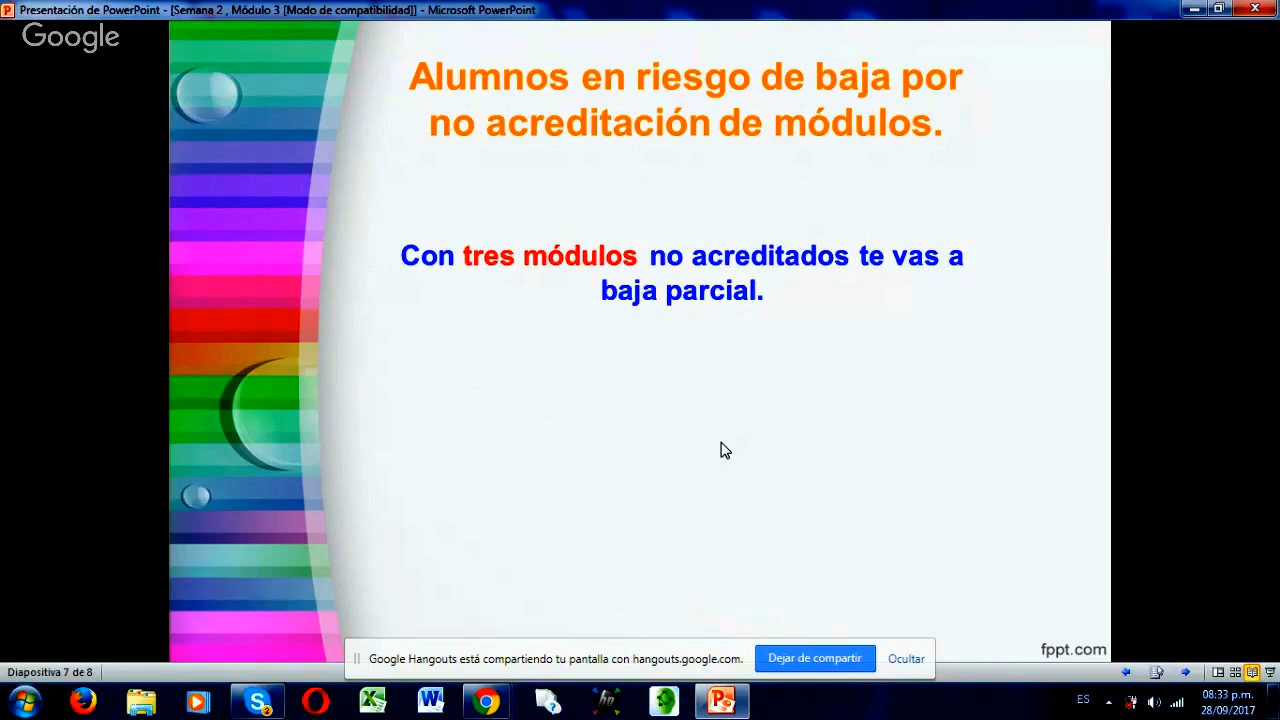 Presentación de PowerPoint - [Semana 2 , Módulo 3 [Modo de compatibilidad]] - Microsoft PowerPoint
Google
Alumnos en riesgo de baja por
no acreditación de módulos.
Con tres módulos no acreditados te vas a
baja parcial.
fppt.com
Google Hangouts está compartiendo tu pantalla con hangouts.google.com.
Dejar de compartir
Ocultar
Diapositiva 7 de 8
ES
08:33 p.m.
28/09/2017